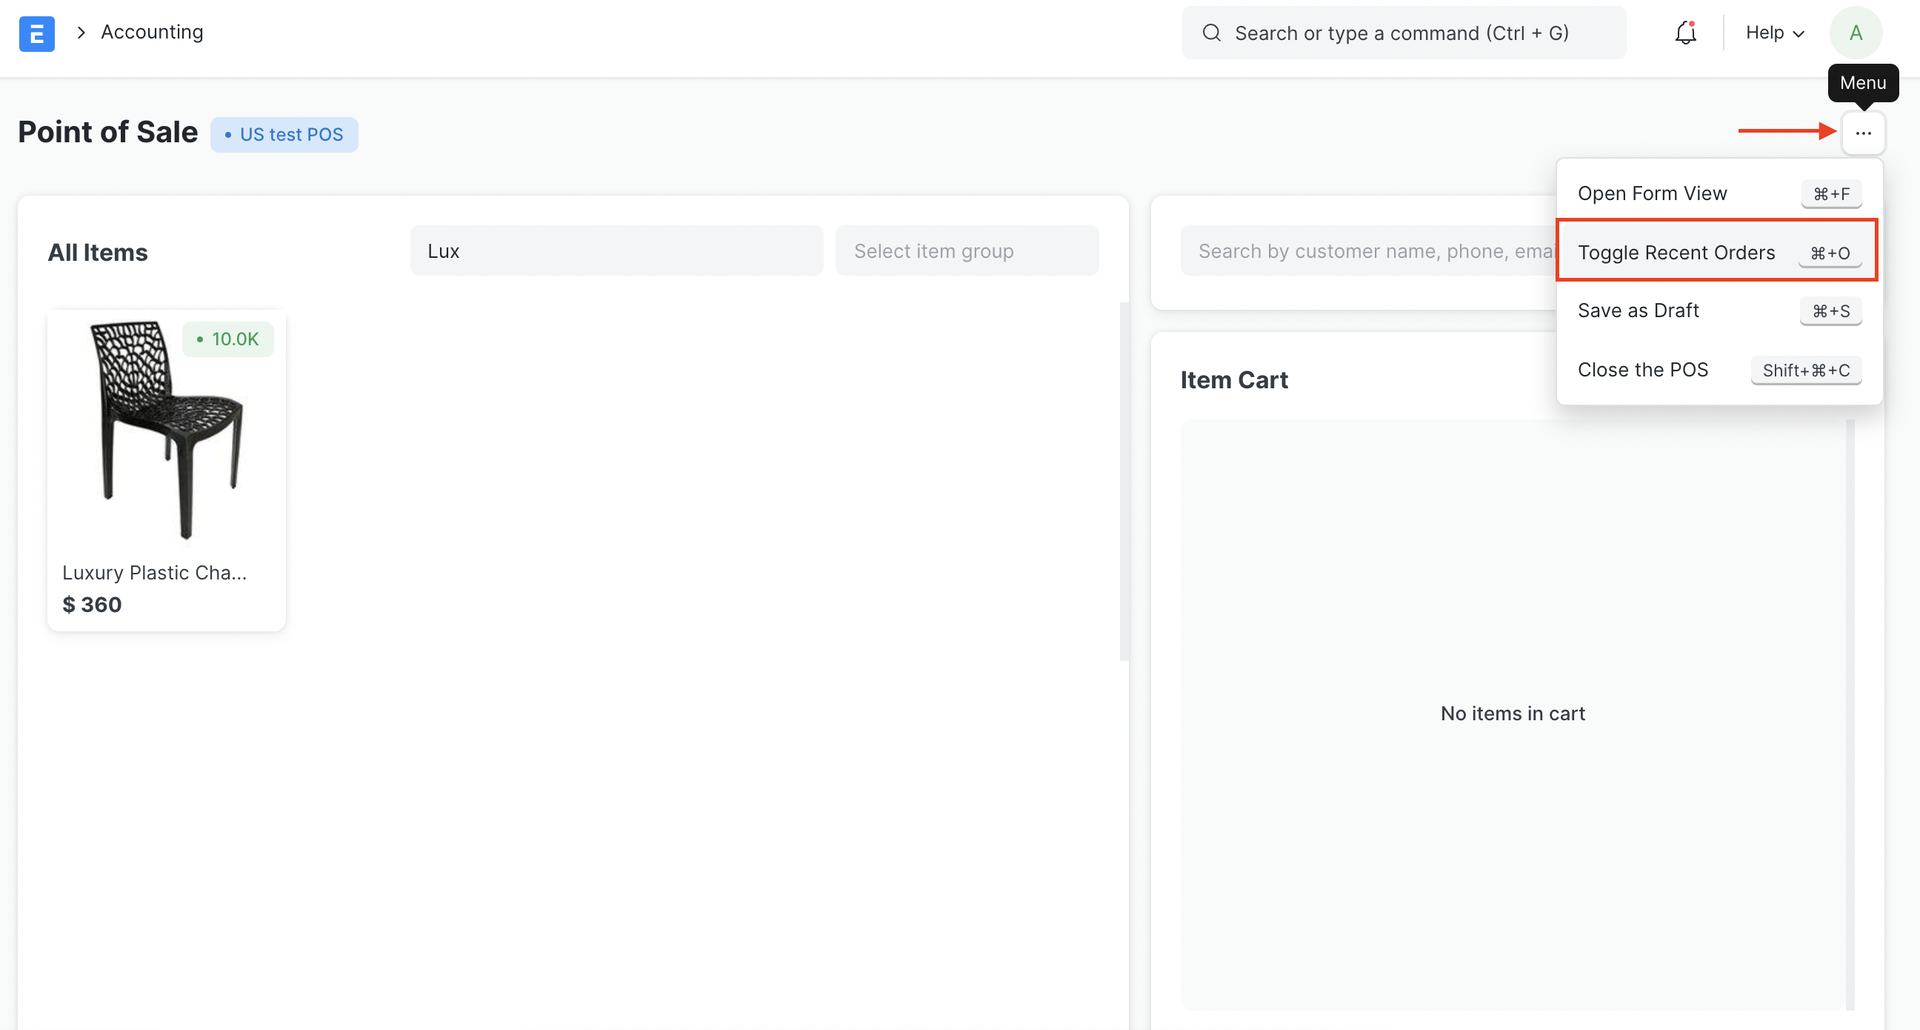 E
Accounting
Search or type a command (Ctrl + G)
Help
A
Menu
Point of Sale
• US test POS
...
Open Form View ⌘+F
Toggle Recent Orders ⌘+O
Save as Draft ⌘+S
Close the POS Shift+⌘+C
All Items
Lux
Select item group
• 10.0K
Luxury Plastic Cha...
$ 360
Search by customer name, phone, emai
Item Cart
No items in cart